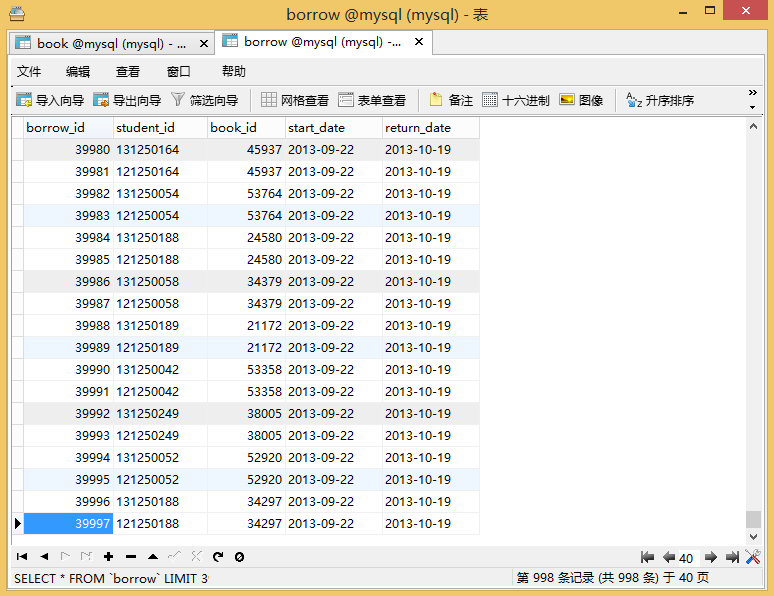 borrow @mysql (mysql) - 表
book @mysql (mysql) - ... borrow @mysql (mysql) -...
文件 编辑 查看 窗口 帮助
导入向导 导出向导 筛选向导 网格查看 表单查看 备注 十六进制 图像 升序排序
borrow_id student_id book_id start_date return_date
39980 131250164 45937 2013-09-22 2013-10-19
39981 121250164 45937 2013-09-22 2013-10-19
39982 131250054 53764 2013-09-22 2013-10-19
39983 121250054 53764 2013-09-22 2013-10-19
39984 131250188 24580 2013-09-22 2013-10-19
39985 121250188 24580 2013-09-22 2013-10-19
39986 131250058 34379 2013-09-22 2013-10-19
39987 121250058 34379 2013-09-22 2013-10-19
39988 131250189 21172 2013-09-22 2013-10-19
39989 121250189 21172 2013-09-22 2013-10-19
39990 131250042 53358 2013-09-22 2013-10-19
39991 121250042 53358 2013-09-22 2013-10-19
39992 131250249 38005 2013-09-22 2013-10-19
39993 121250249 38005 2013-09-22 2013-10-19
39994 131250052 52920 2013-09-22 2013-10-19
39995 121250052 52920 2013-09-22 2013-10-19
39996 131250188 34297 2013-09-22 2013-10-19
39997 121250188 34297 2013-09-22 2013-10-19
40
SELECT * FROM `borrow` LIMIT 3 第 998 条记录 (共 998 条) 于 40 页